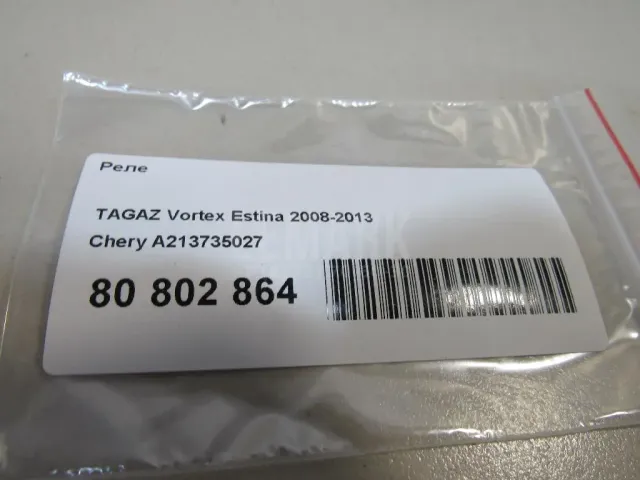 Реле
TAGAZ Vortex Estina 2008-2013
Chery A213735027
80 802 864